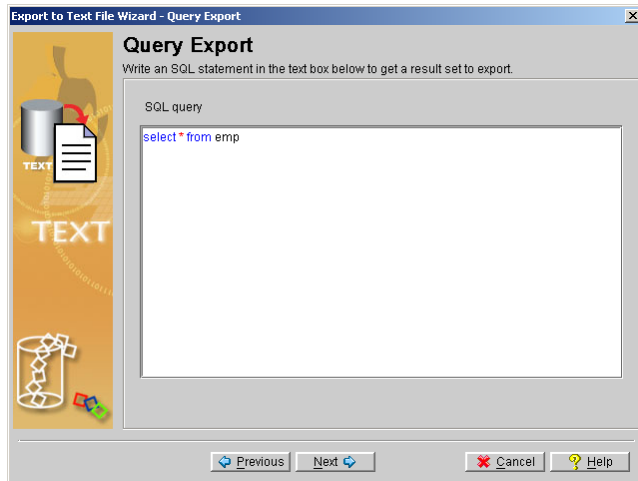 Export to Text File Wizard - Query Export
Query Export
Write an SQL statement in the text box below to get a result set to export.
SQL query
select * from emp
TEXT
TEXT
Previous Next Cancel Help